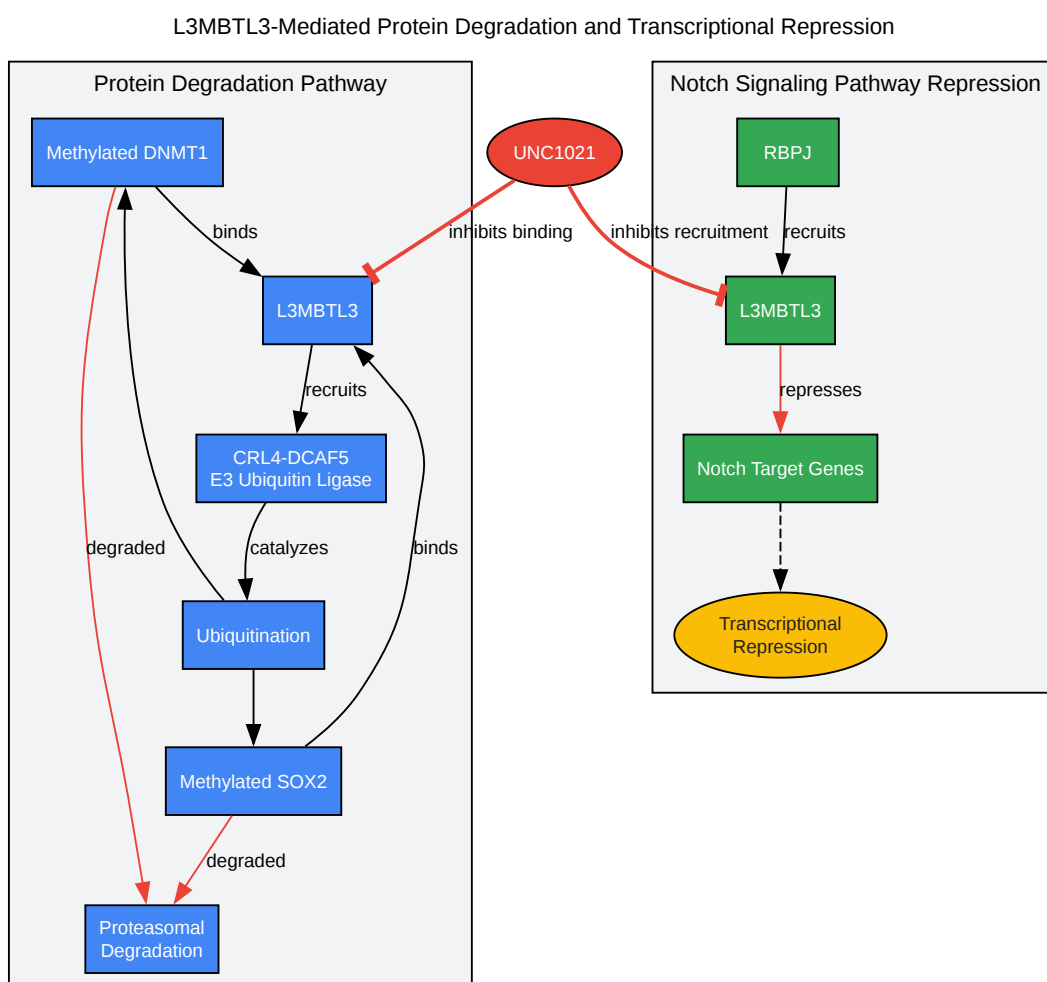 L3MBTL3-Mediated Protein Degradation and Transcriptional Repression
Protein Degradation Pathway
Notch Signaling Pathway Repression
Methylated DNMT1
UNC1021
RBPJ
binds
inhibits binding
inhibits recruitment
recruits
L3MBTL3
L3MBTL3
recruits
represses
CRL4-DCAF5
E3 Ubiquitin Ligase
Notch Target Genes
degraded
catalyzes
binds
Ubiquitination
Transcriptional
Repression
Methylated SOX2
degraded
Proteasomal
Degradation